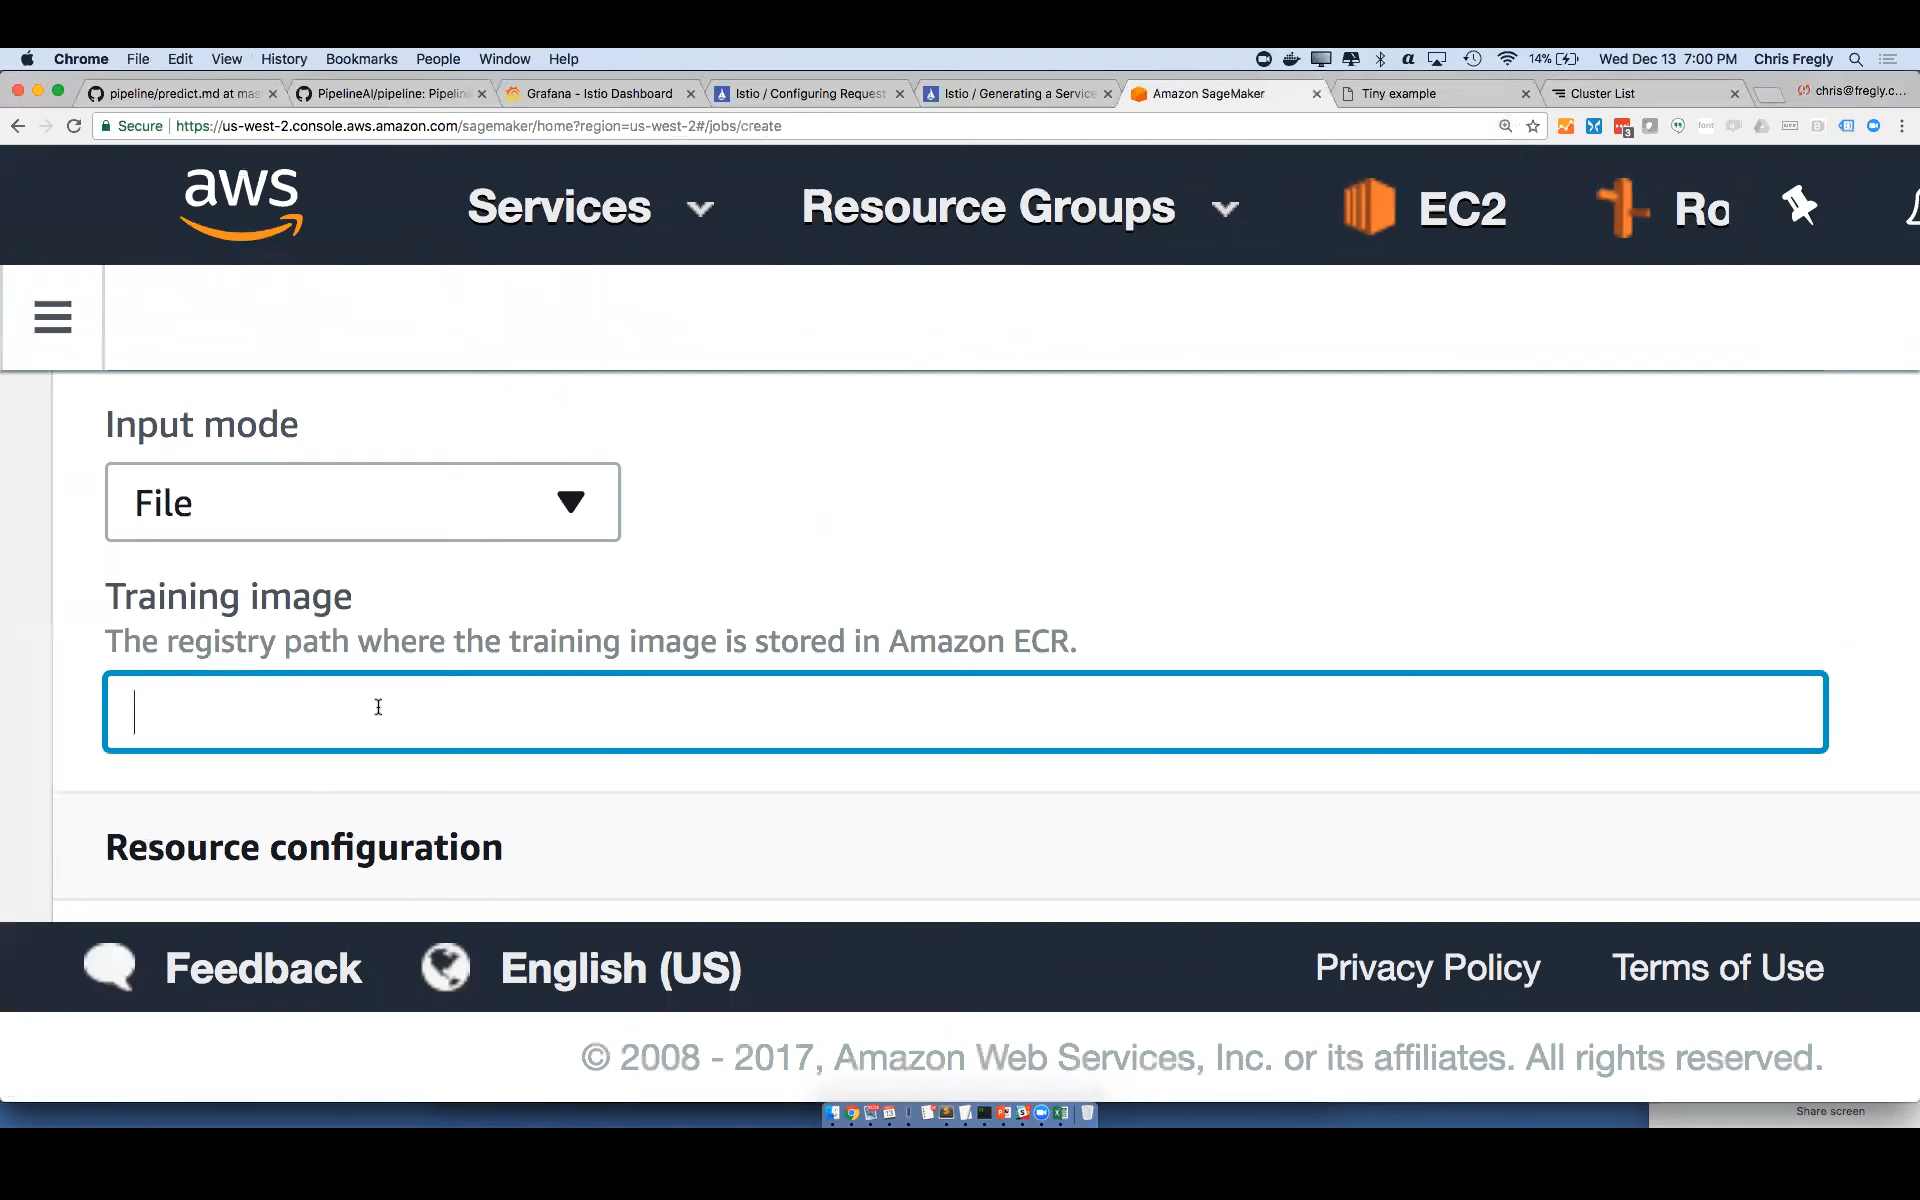 Chrome File Edit View History Bookmarks People Window Help 14% Wed Dec 13 7:00 PM Chris Fregly
pipeline/predict.md at mas PipelineAI/pipeline: Pipelin Grafana - Istio Dashboard Istio / Configuring Request Istio / Generating a Service Amazon SageMaker Tiny example Cluster List chris@fregly.c...
Secure https://us-west-2.console.aws.amazon.com/sagemaker/home?region=us-west-2#/jobs/create
aws Services Resource Groups EC2 Ro
Input mode
File
Training image
The registry path where the training image is stored in Amazon ECR.
Resource configuration
Feedback English (US) Privacy Policy Terms of Use
© 2008 - 2017, Amazon Web Services, Inc. or its affiliates. All rights reserved.
Share screen